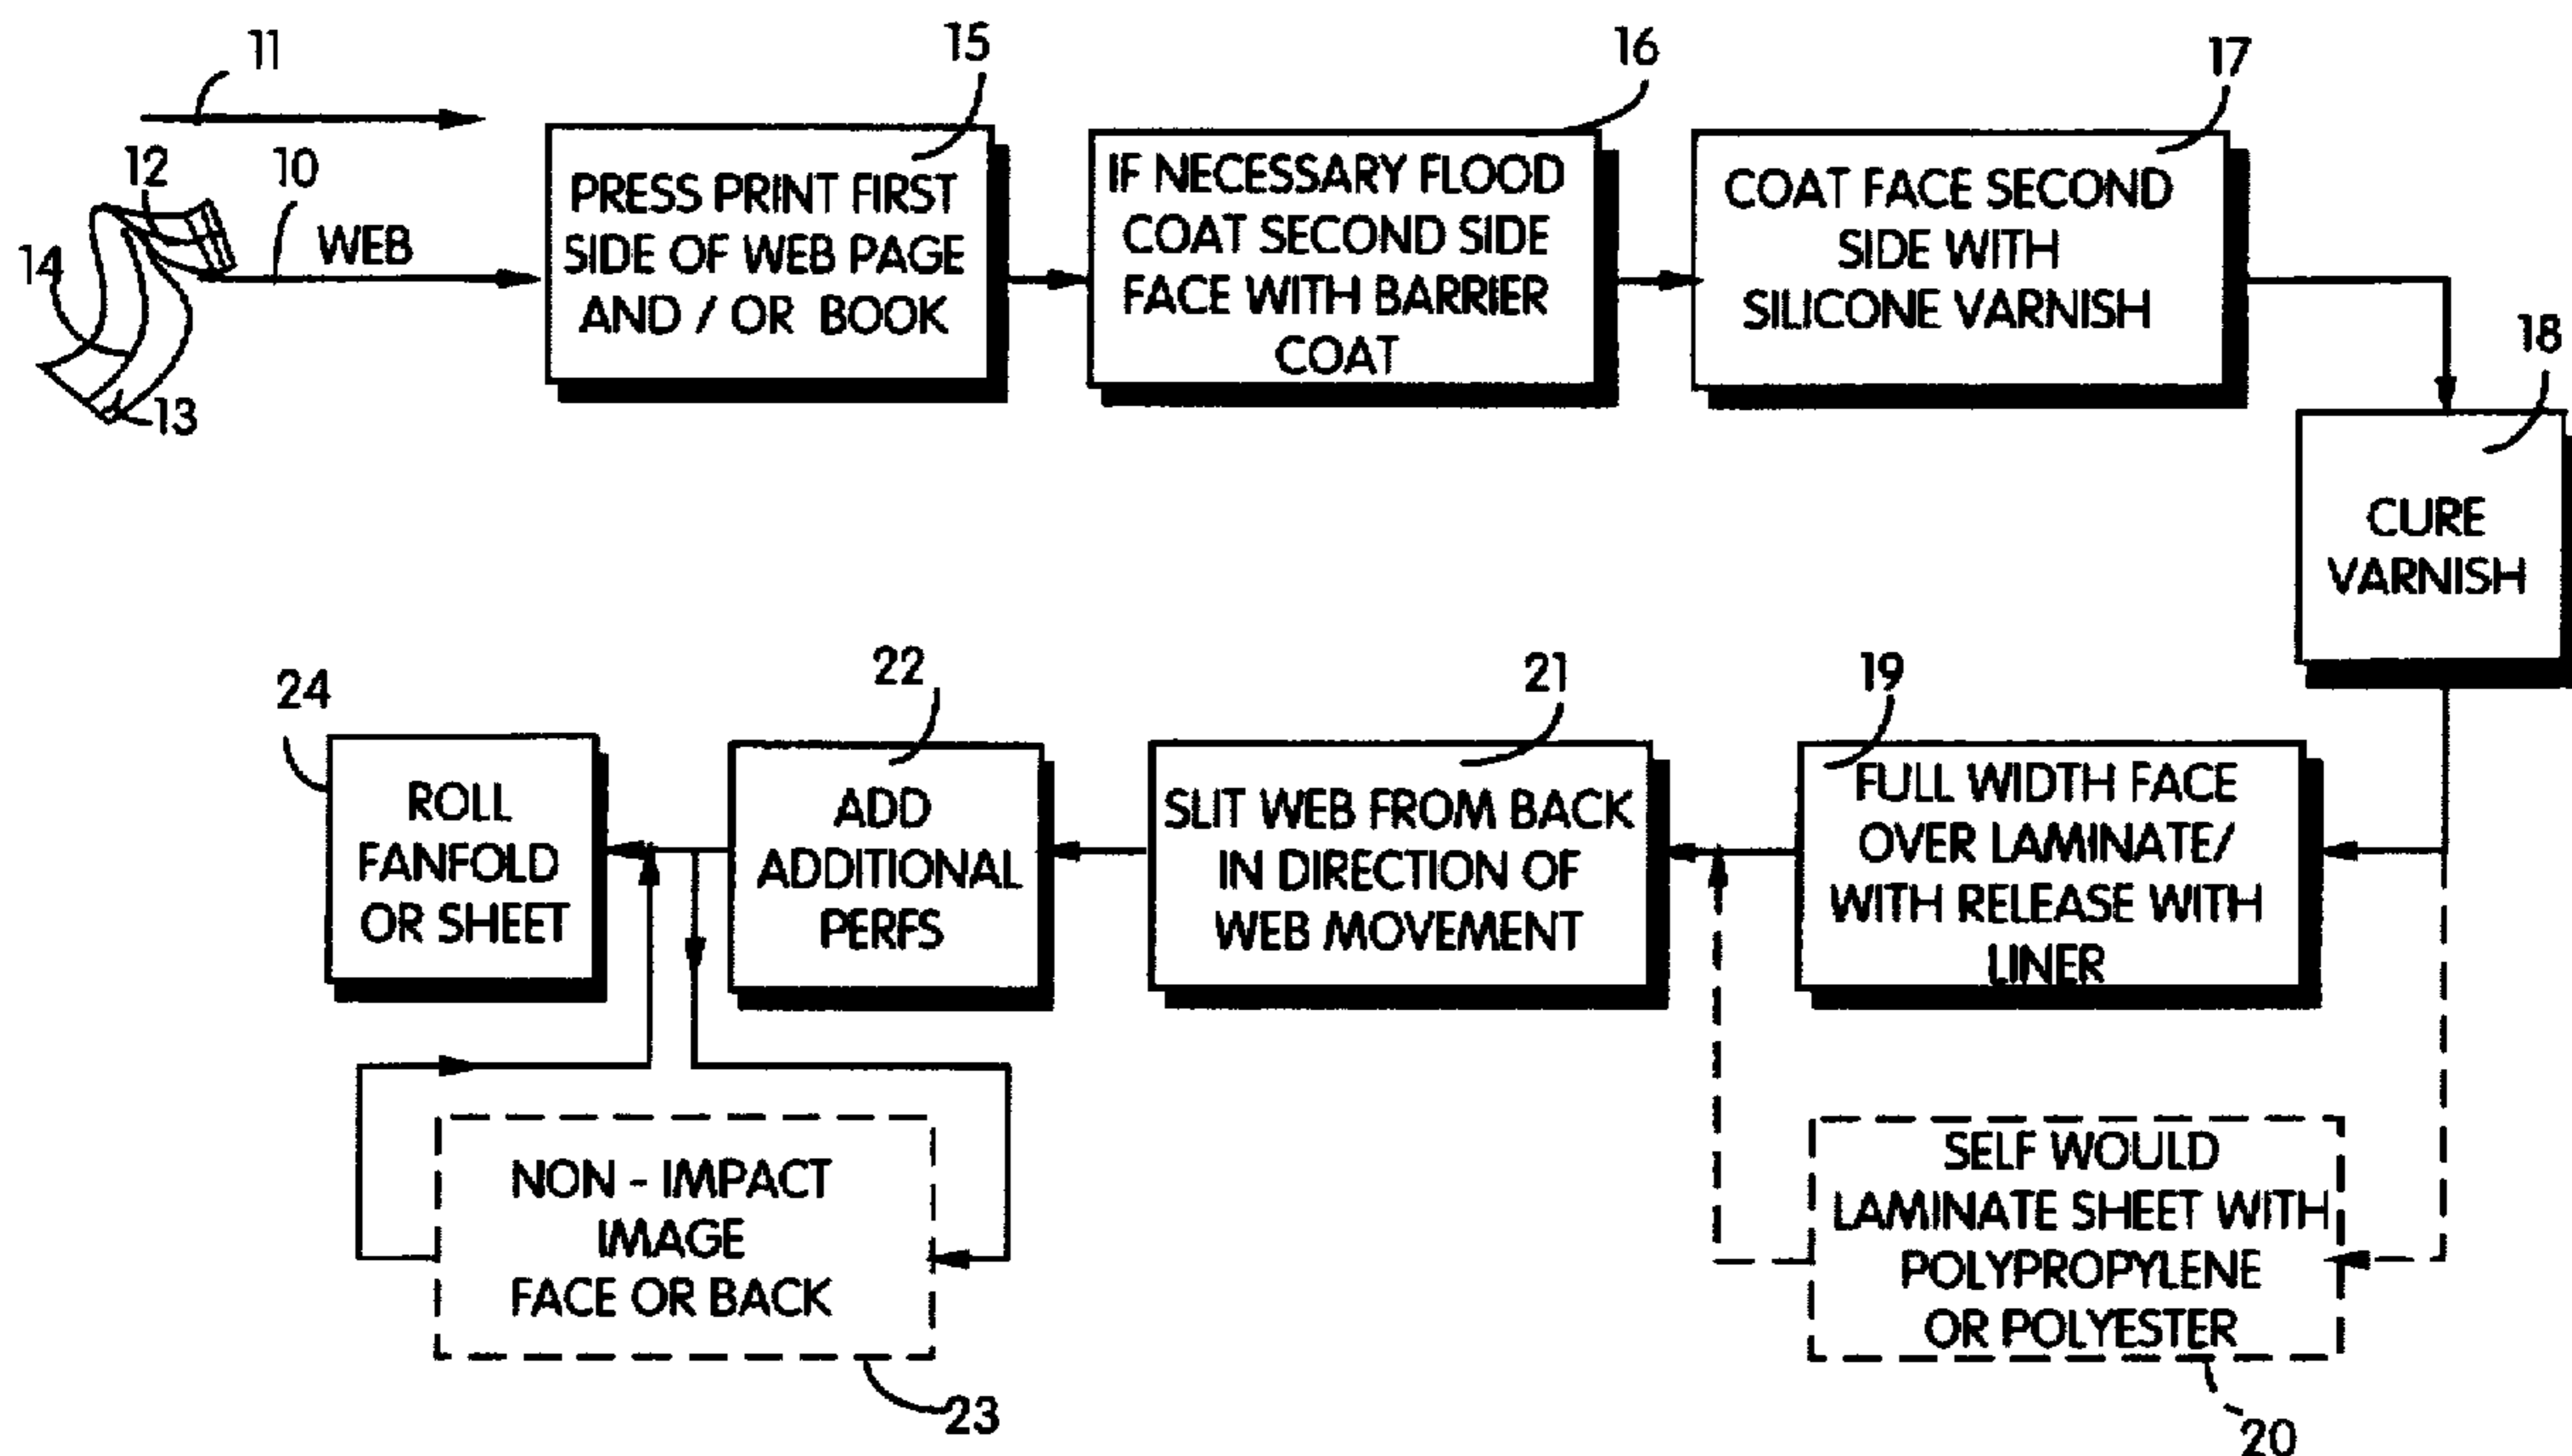 11
12
10
WEB
14
13
15
PRESS PRINT FIRST
SIDE OF WEB PAGE
AND / OR BOOK
16
IF NECESSARY FLOOD
COAT SECOND SIDE
FACE WITH BARRIER
COAT
17
COAT FACE SECOND
SIDE WITH
SILICONE VARNISH
18
CURE
VARNISH
19
FULL WIDTH FACE
OVER LAMINATE/
WITH RELEASE WITH
LINER
SELF WOULD
LAMINATE SHEET WITH
POLYPROPYLENE
OR POLYESTER
20
21
SLIT WEB FROM BACK
IN DIRECTION OF
WEB MOVEMENT
22
ADD
ADDITIONAL
PERFS
NON - IMPACT
IMAGE
FACE OR BACK
23
24
ROLL
FANFOLD
OR SHEET